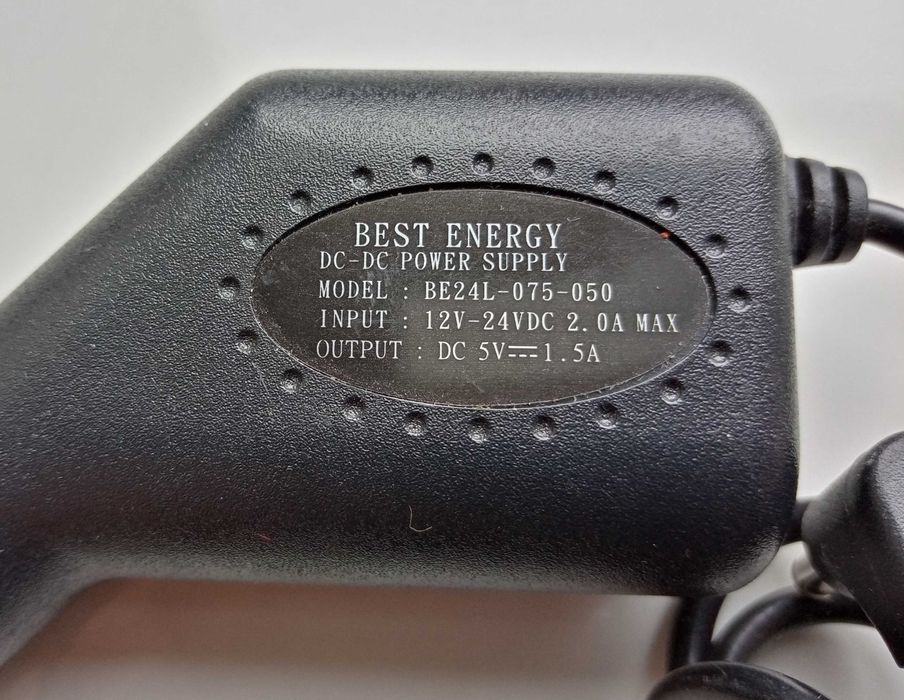 BEST ENERGY
DC-DC POWER SUPPLY
MODEL : BE24L-075-050
INPUT : 12V-24VDC 2.0A MAX
OUTPUT : DC 5V⎓1.5A